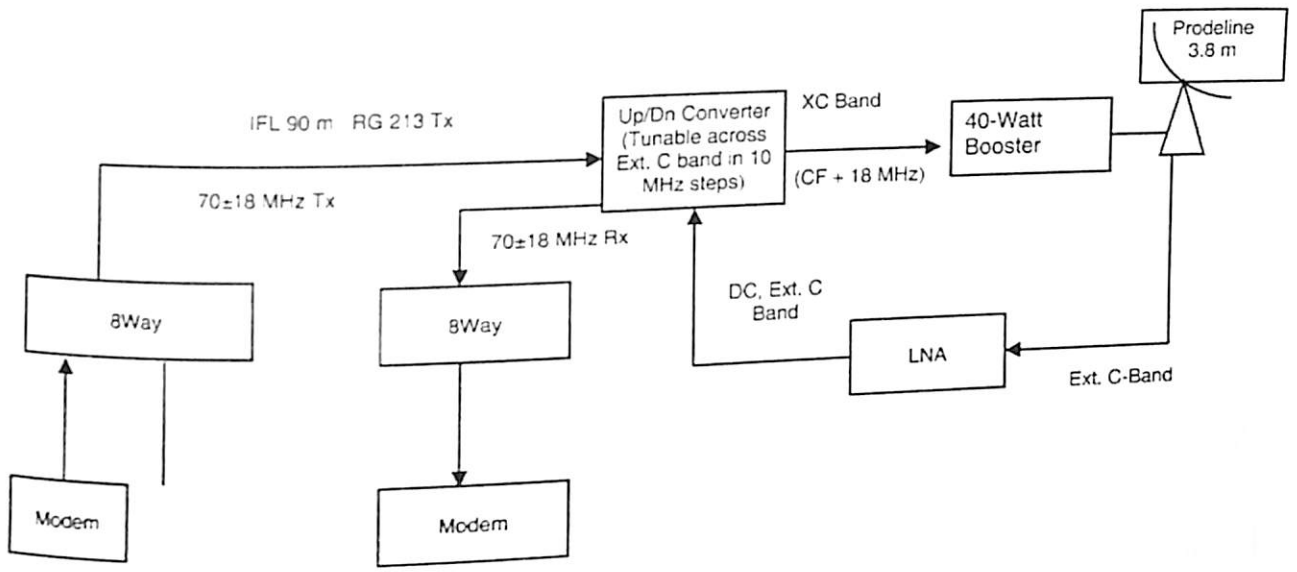 Prodeline
3.8 m
IFL 90 m RG 213 Tx
Up/Dn Converter
(Tunable across
Ext. C band in 10
MHz steps)
XC Band
40-Watt
Booster
(CF + 18 MHz)
70±18 MHz Tx
70±18 MHz Rx
8Way
8Way
DC, Ext. C
Band
LNA
Ext. C-Band
Modem
Modem